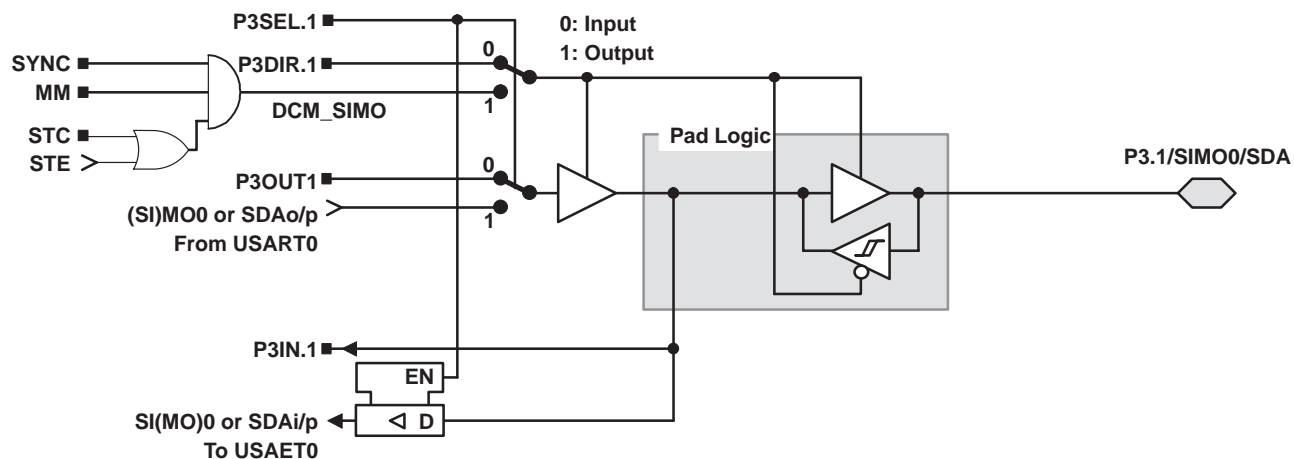 P3SEL.1
0: Input
1: Output
SYNC
P3DIR.1
0
MM
1
DCM_SIMO
STC
STE
Pad Logic
P3.1/SIMO0/SDA
P3OUT1
0
(SI)MO0 or SDAo/p
1
From USART0
P3IN.1
EN
SI(MO)0 or SDAi/p
D
To USAET0